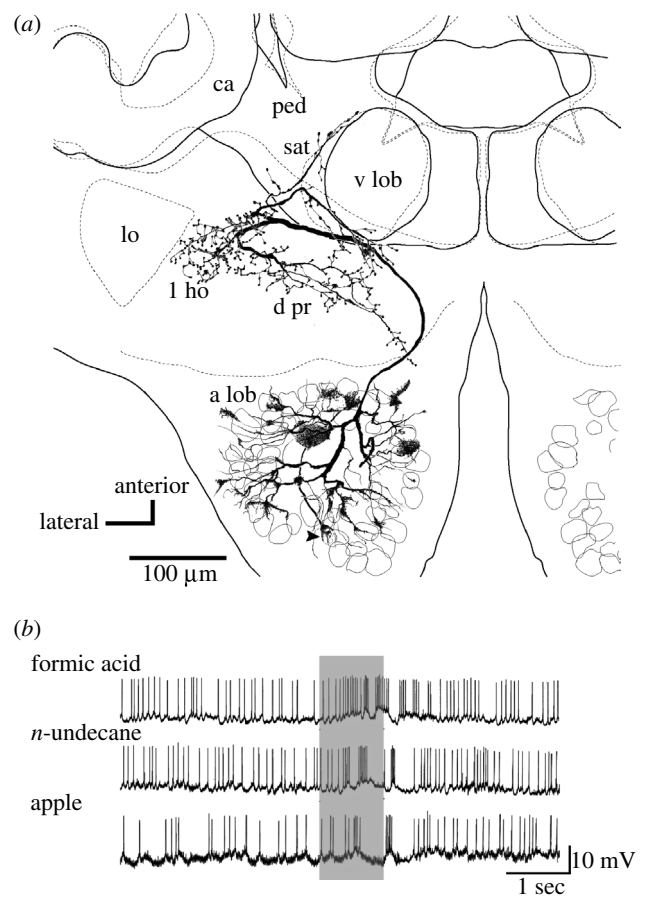 (a)
ca
ped
sat
v lob
lo
l ho
d pr
a lob
anterior
lateral
100 μm
(b)
formic acid
n-undecane
apple
10 mV
1 sec